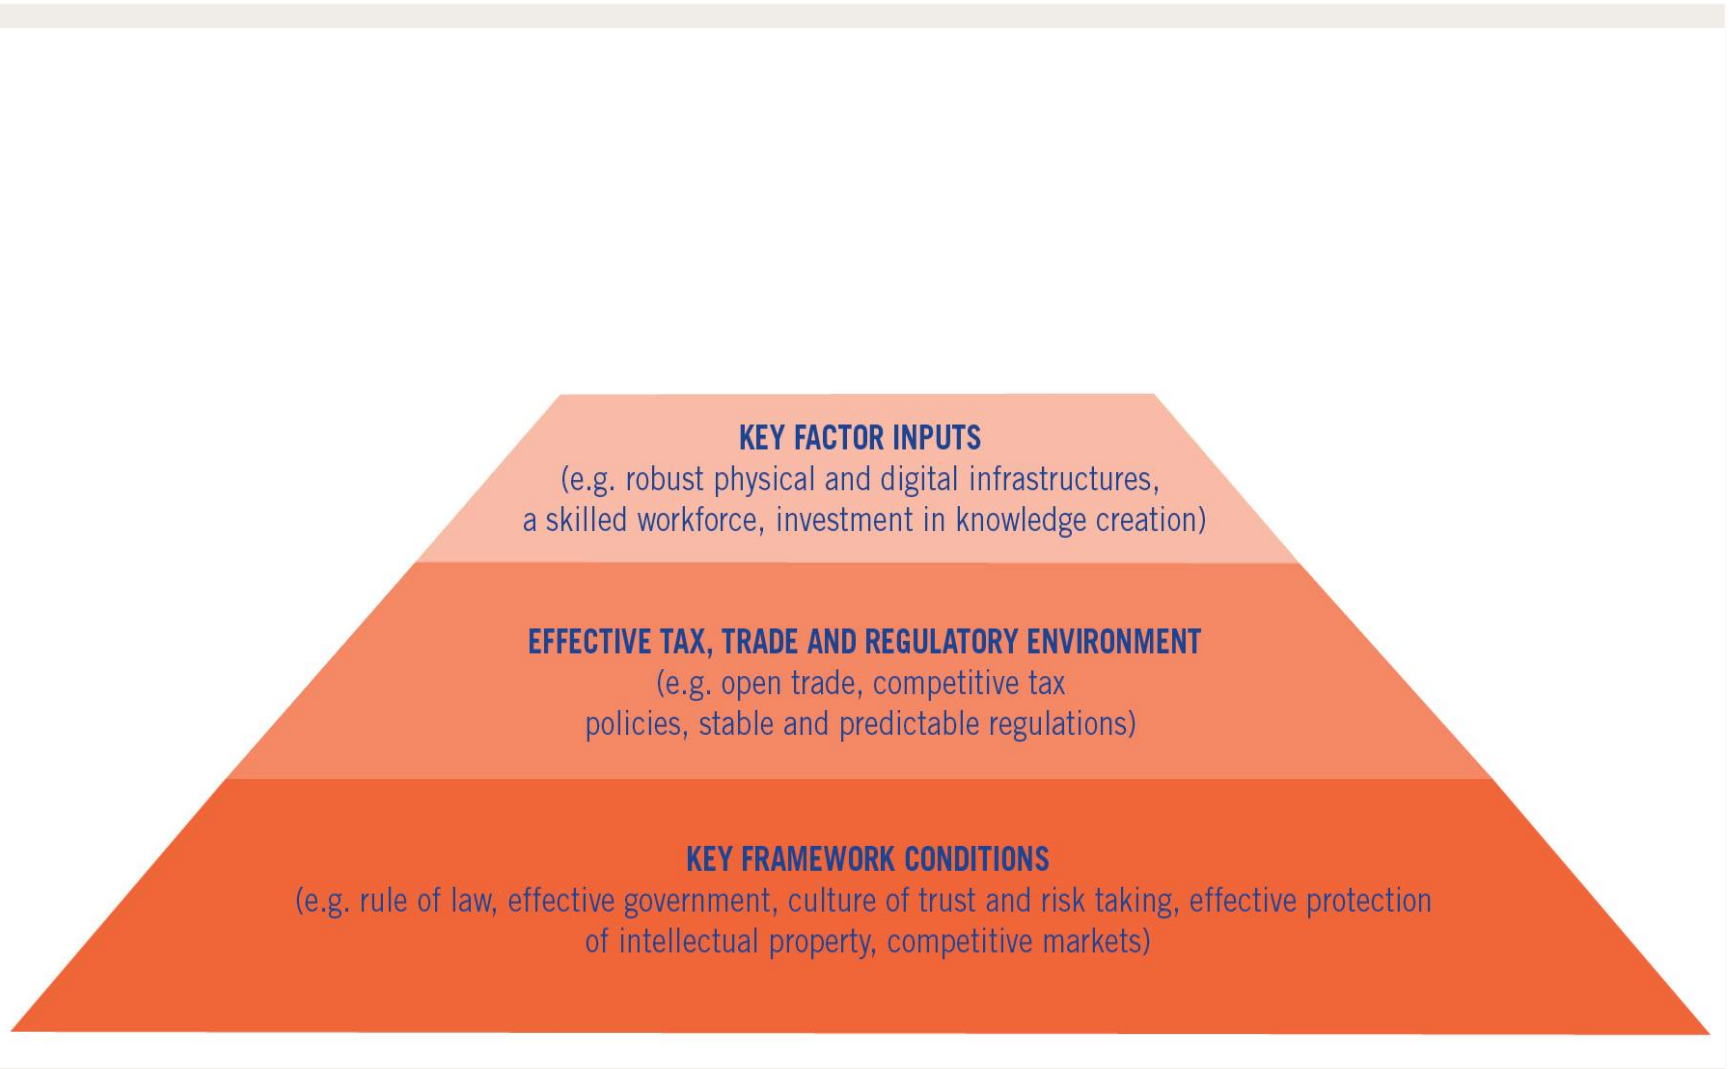 KEY FACTOR INPUTS
(e.g. robust physical and digital infrastructures,
a skilled workforce, investment in knowledge creation)
EFFECTIVE TAX, TRADE AND REGULATORY ENVIRONMENT
(e.g. open trade, competitive tax
policies, stable and predictable regulations)
KEY FRAMEWORK CONDITIONS
(e.g. rule of law, effective government, culture of trust and risk taking, effective protection
of intellectual property, competitive markets)